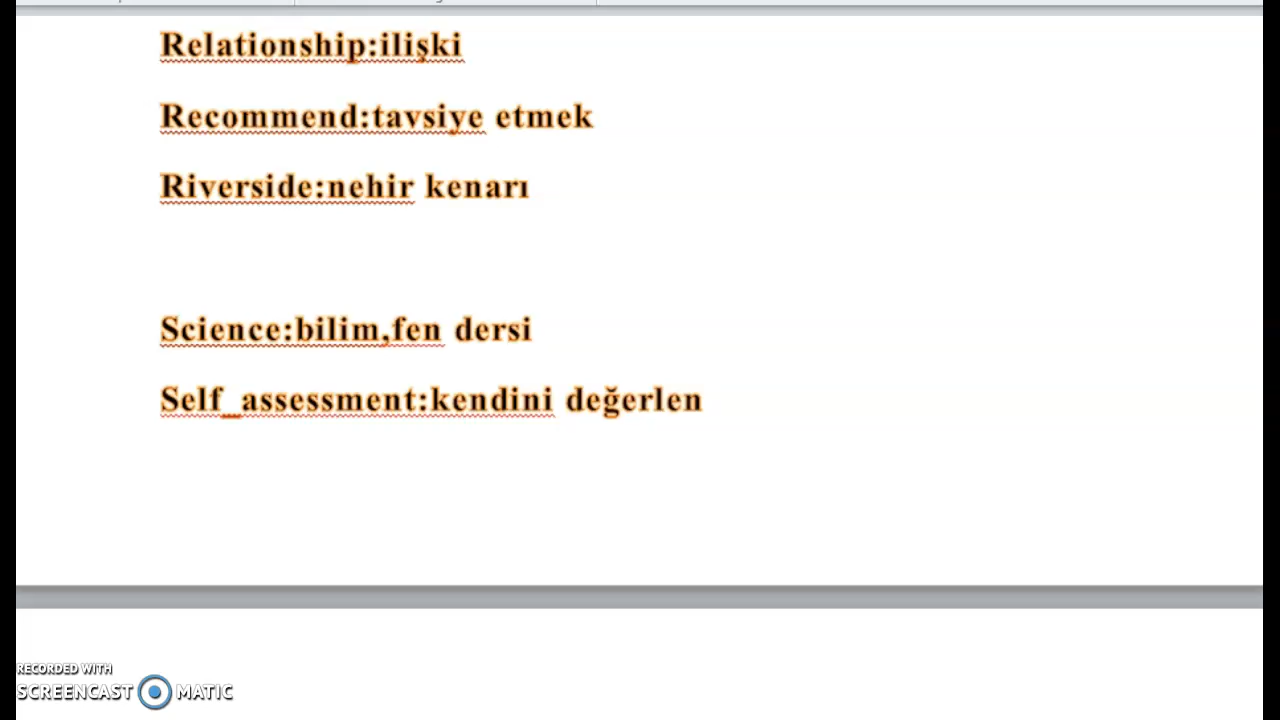 Relationship:ilişki
Recommend:tavsiye etmek
Riverside:nehir kenarı
Science:bilim,fen dersi
Self_assessment:kendini değerlen
RECORDED WITH
SCREENCAST MATIC